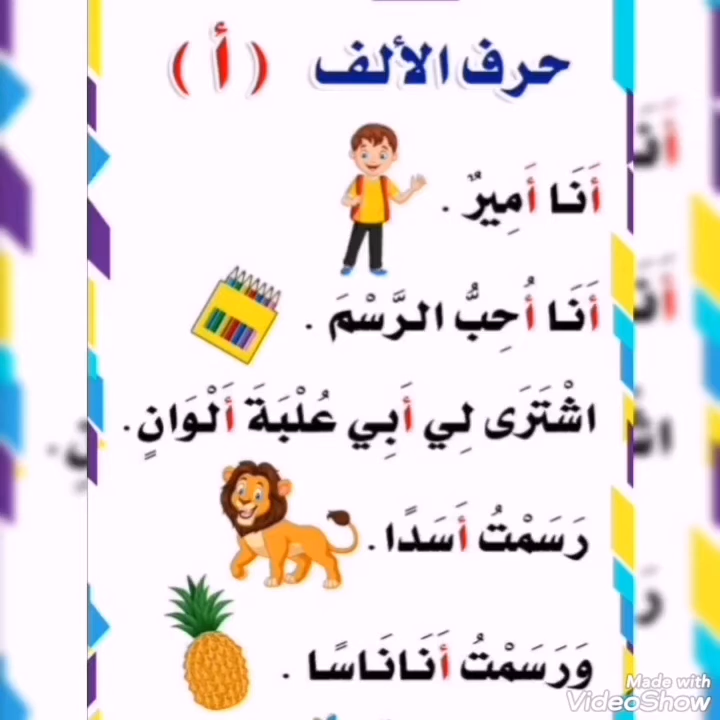 حرف الألف (أ)
أَنَا أَمِيرٌ .
أَنَا أُحِبُّ الرَّسْمَ .
اشْتَرَى لِي أَبِي عُلْبَةَ أَلْوَانٍ.
رَسَمْتُ أَسَدًا .
وَرَسَمْتُ أَنَانَاسًا .
Made with
VideoShow